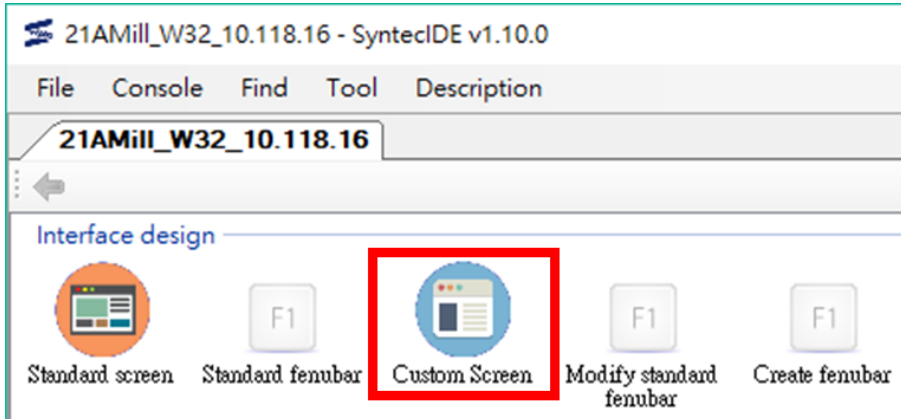 21AMill_W32_10.118.16 - SyntecIDE v1.10.0
File Console Find Tool Description
21AMill_W32_10.118.16
Interface design
F1 F1 F1
Standard screen Standard fenubar Custom Screen Modify standard fenubar Create fenubar